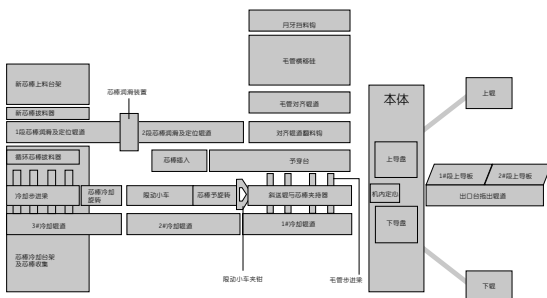 月牙挡料钩
毛管横移链
新芯棒上料台架
芯棒润滑装置
本体
上辊
毛管对齐辊道
新芯棒拨料器
1段芯棒润滑及定位辊道
2段芯棒润滑及定位辊道
对齐辊道翻料钩
循环芯棒拨料器
芯棒插入
予穿台
上导盘
1#段上导板
2#段上导板
冷却步进梁
芯棒冷却
旋转
限动小车
芯棒予旋转
斜送辊与芯棒夹持器
机内定心
出口台拖出辊道
3#冷却辊道
2#冷却辊道
1#冷却辊道
下导盘
芯棒冷却台架
及芯棒收集
限动小车夹钳
毛管步进梁
下辊